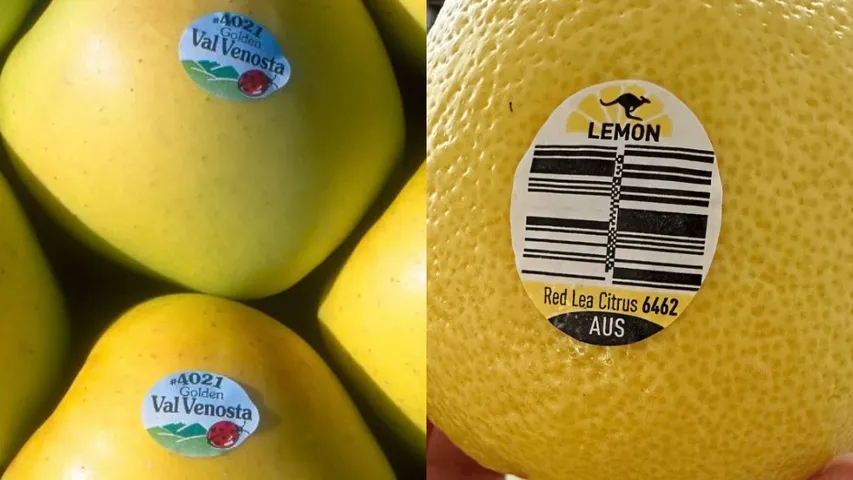 #4021
Golden
Val Venosta
#4021
Golden
Val Venosta
LEMON
Red Lea Citrus 6462
AUS